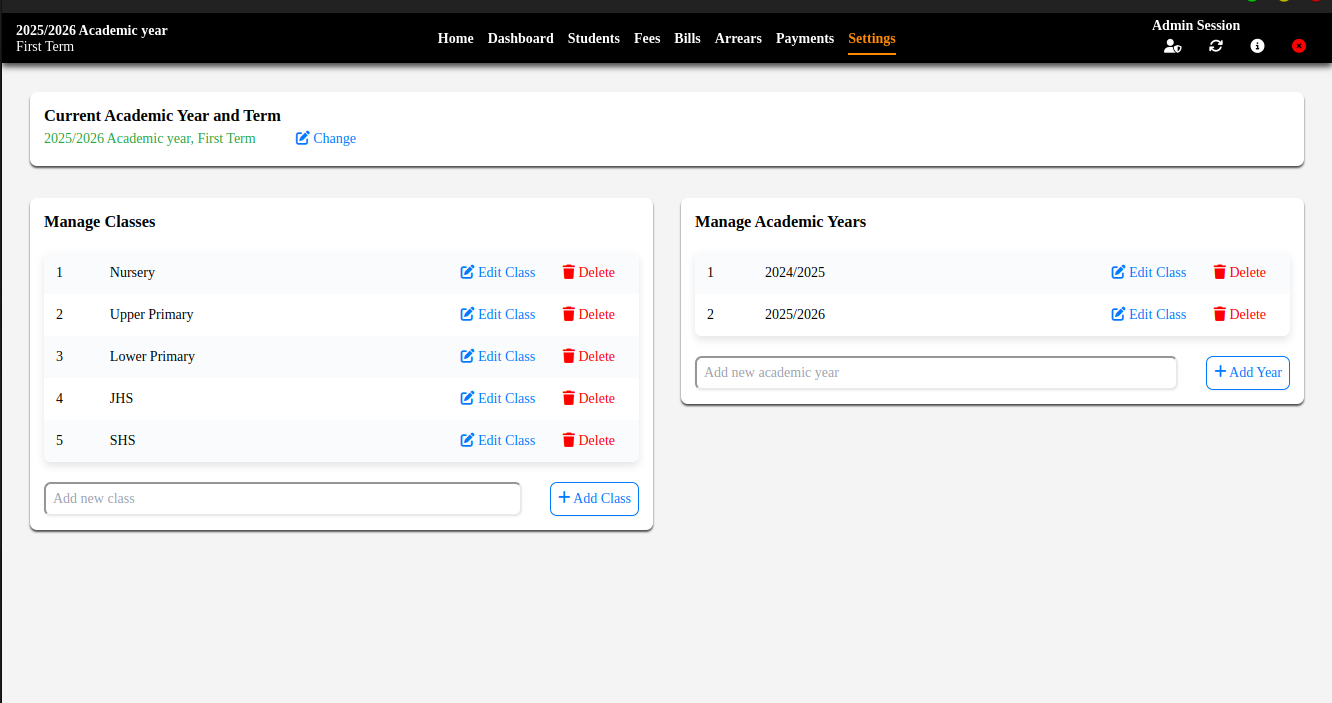 2025/2026 Academic year
First Term
Home Dashboard Students Fees Bills Arrears Payments Settings
Admin Session
Current Academic Year and Term
2025/2026 Academic year, First Term Change
Manage Classes
1 Nursery Edit Class Delete
2 Upper Primary Edit Class Delete
3 Lower Primary Edit Class Delete
4 JHS Edit Class Delete
5 SHS Edit Class Delete
Add new class + Add Class
Manage Academic Years
1 2024/2025 Edit Class Delete
2 2025/2026 Edit Class Delete
Add new academic year + Add Year